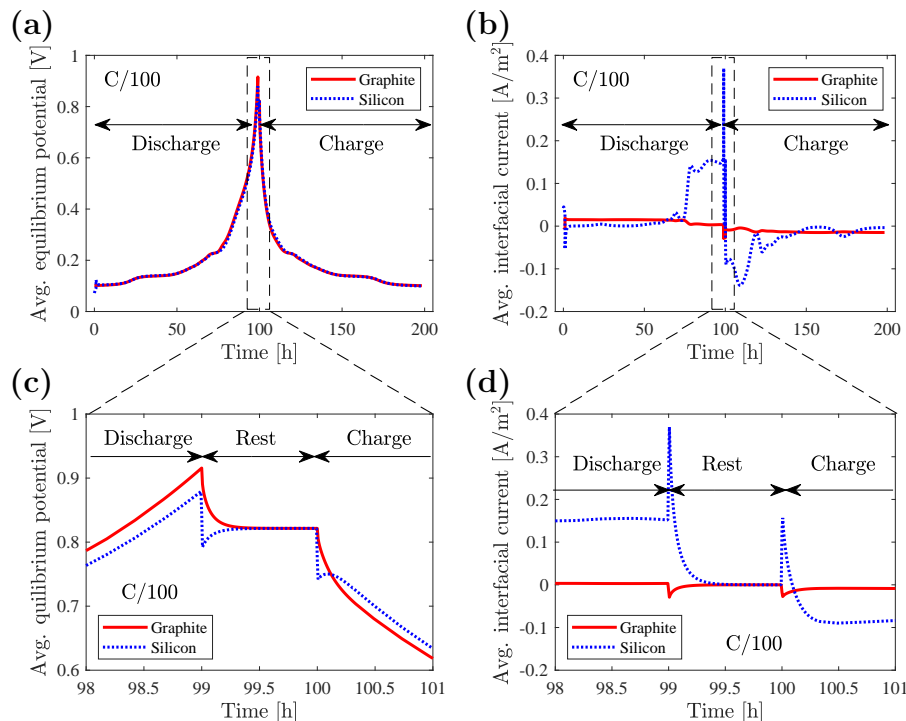 (a)
Avg. equilibrium potential [V]
1
0.8
0.6
0.4
0.2
0
C/100
Graphite
Silicon
Discharge
Charge
0
50
100
150
200
Time [h]
(b)
Avg. interfacial current [A/m²]
0.4
0.3
0.2
0.1
0
-0.1
-0.2
C/100
Graphite
Silicon
Discharge
Charge
0
50
100
150
200
Time [h]
(c)
Avg. quilibrium potential [V]
1
0.9
0.8
0.7
0.6
Discharge
Rest
Charge
C/100
Graphite
Silicon
98
98.5
99
99.5
100
100.5
101
Time [h]
(d)
Avg. interfacial current [A/m²]
0.4
0.3
0.2
0.1
0
-0.1
-0.2
Discharge
Rest
Charge
Graphite
Silicon
C/100
98
98.5
99
99.5
100
100.5
101
Time [h]